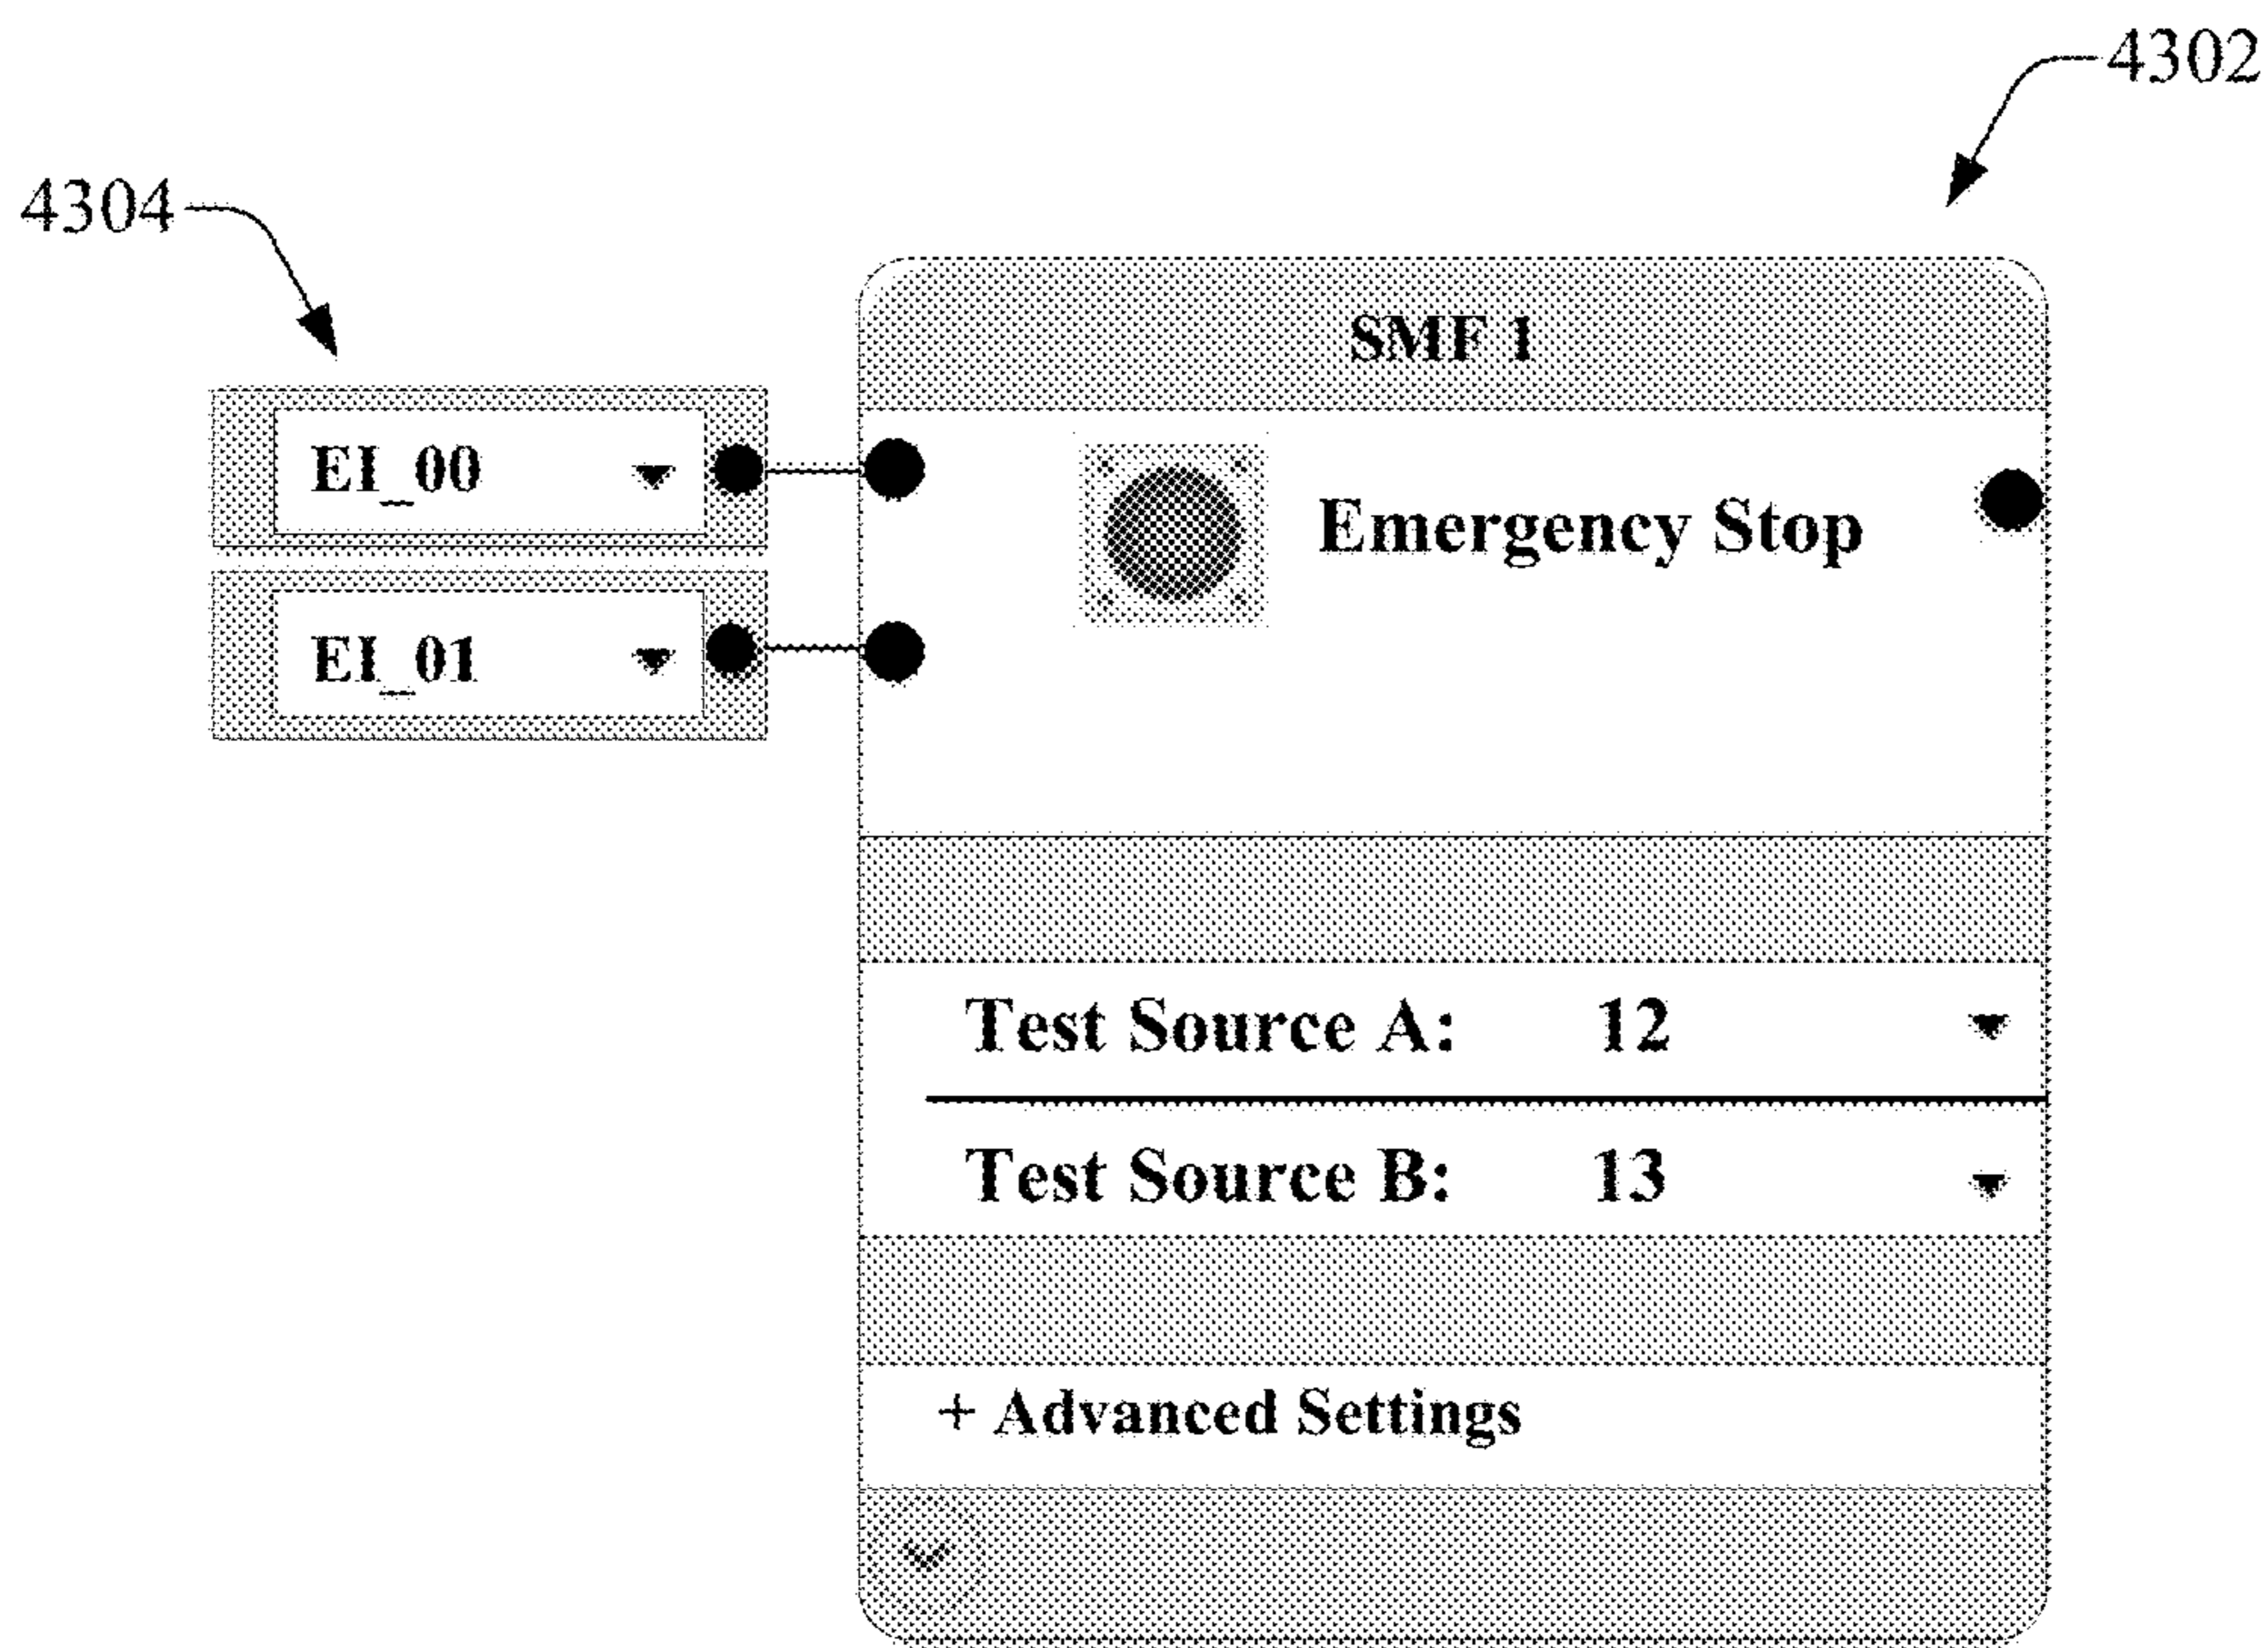 4302
4304
SMF 1
EI_00
Emergency Stop
EI_01
Test Source A: 12
Test Source B: 13
+ Advanced Settings